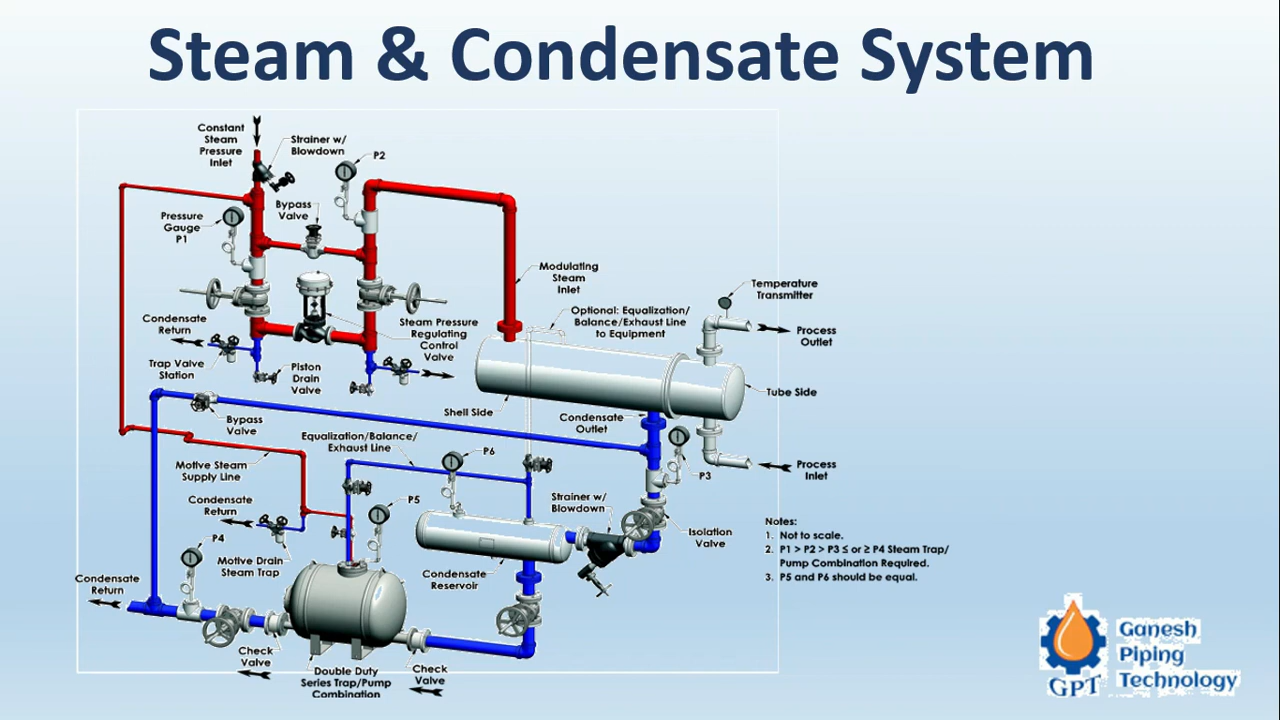 Steam & Condensate System
Constant
Steam
Pressure
Inlet
Strainer w/
Blowdown
P2
Pressure
Gauge
P1
Bypass
Valve
Modulating
Steam
Inlet
Temperature
Transmitter
Optional: Equalization/
Balance/Exhaust Line
to Equipment
Process
Outlet
Condensate
Return
Steam Pressure
Regulating
Control
Valve
Trap Valve
Station
Piston
Drain
Valve
Tube Side
Shell Side
Condensate
Outlet
Bypass
Valve
Equalization/Balance/
Exhaust Line
P6
Motive Steam
Supply Line
P3
Process
Inlet
Condensate
Return
P5
Strainer w/
Blowdown
Isolation
Valve
P4
Motive Drain
Steam Trap
Condensate
Reservoir
Condensate
Return
Check
Valve
Double Duty
Series Trap/Pump
Combination
Check
Valve
Notes:
1. Not to scale.
2. P1 > P2 > P3 ≤ or ≥ P4 Steam Trap/
Pump Combination Required.
3. P5 and P6 should be equal.
Ganesh
Piping
Technology
GPT